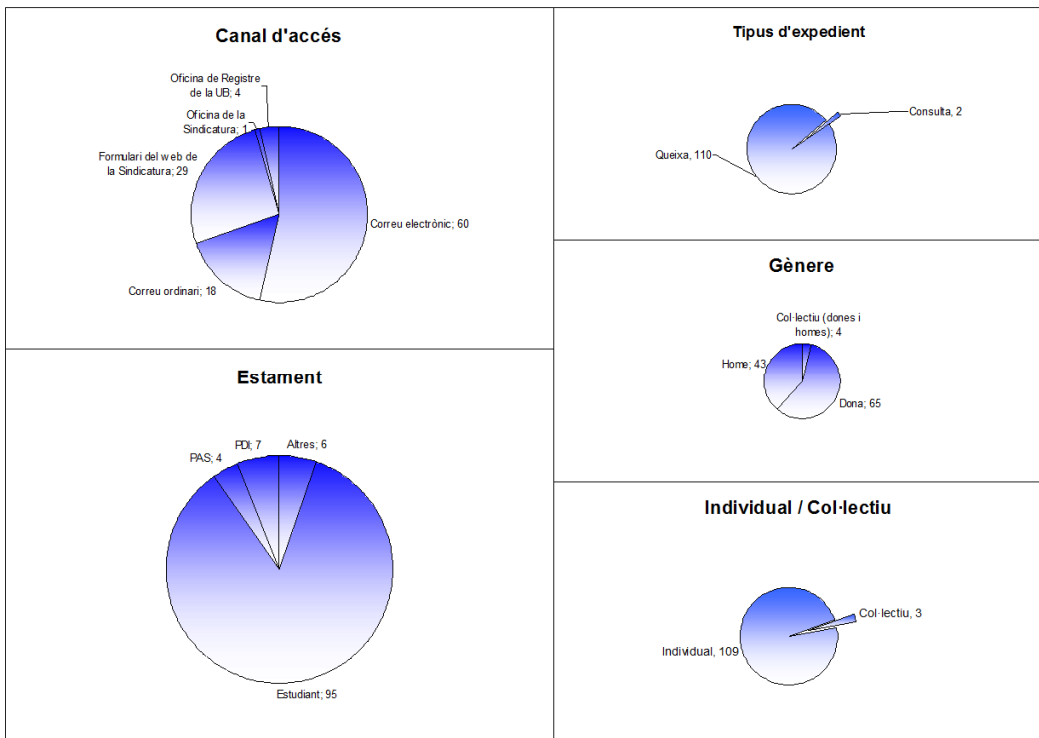 Canal d'accés
Oficina de Registre
de la UB; 4
Oficina de la
Sindicatura; 1
Formulari del web de
la Sindicatura; 29
Correu electrònic; 60
Correu ordinari; 18
Estament
PAS; 4
PDI; 7
Altres; 6
Estudiant; 95
Tipus d'expedient
Consulta, 2
Queixa, 110
Gènere
Col·lectiu (dones i
homes); 4
Home; 43
Dona; 65
Individual / Col·lectiu
Col·lectiu, 3
Individual, 109